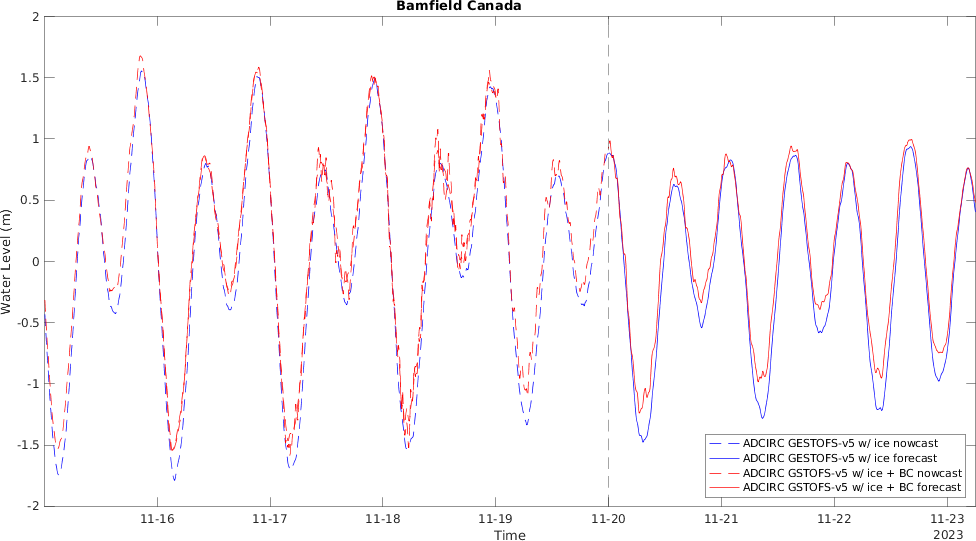 Bamfield Canada
2
1.5
1
0.5
0
-0.5
-1
-1.5
-2
Water Level (m)
11-16
11-17
11-18
11-19
11-20
11-21
11-22
11-23
Time
2023
ADCIRC GESTOFS-v5 w/ ice nowcast
ADCIRC GESTOFS-v5 w/ ice forecast
ADCIRC GSTOFS-v5 w/ ice + BC nowcast
ADCIRC GSTOFS-v5 w/ ice + BC forecast